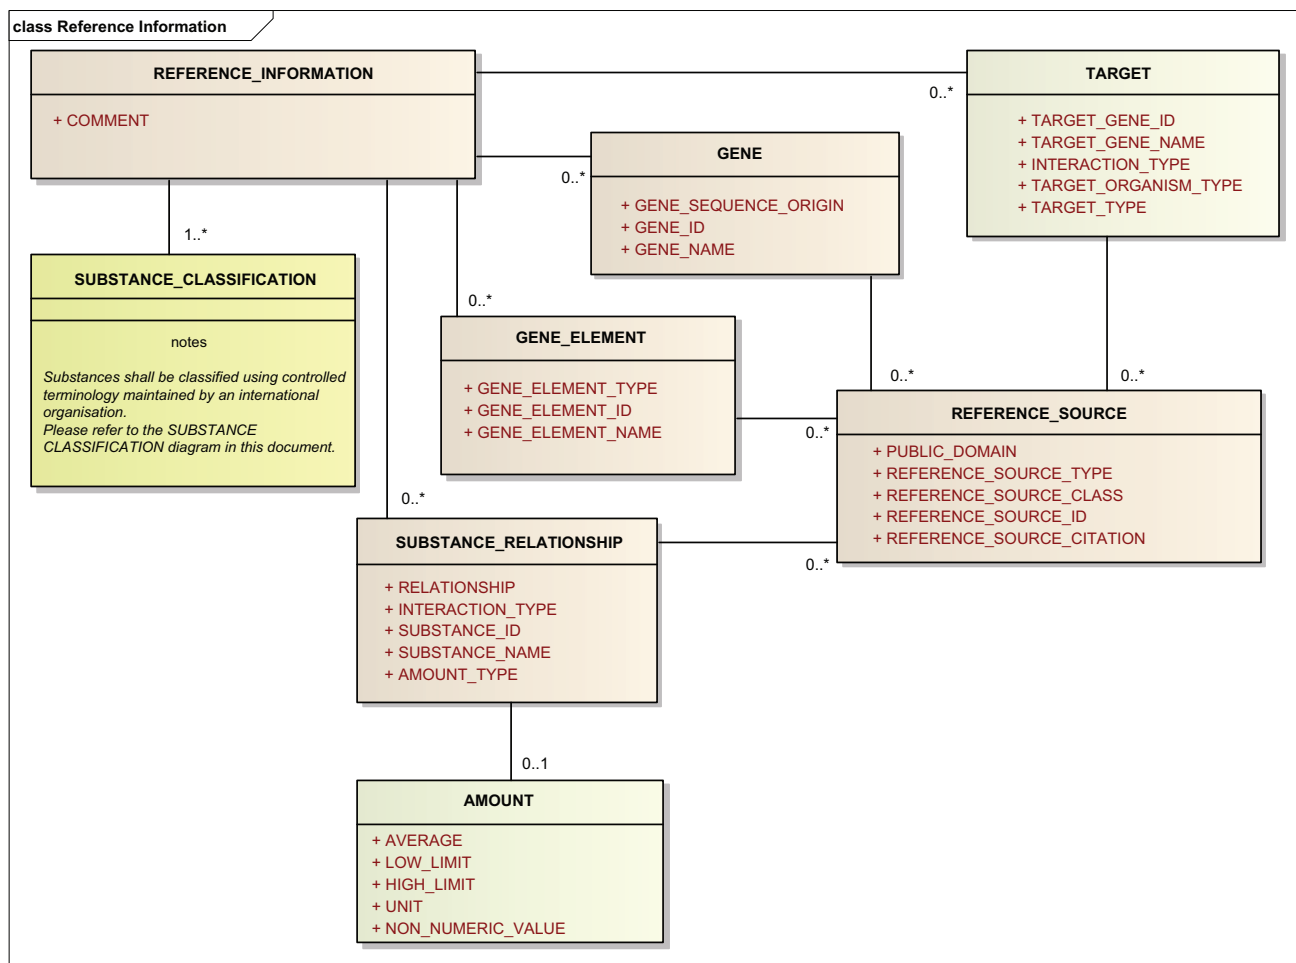 class Reference Information
REFERENCE_INFORMATION
+ COMMENT
TARGET
+ TARGET_GENE_ID
+ TARGET_GENE_NAME
+ INTERACTION_TYPE
+ TARGET_ORGANISM_TYPE
+ TARGET_TYPE
0..*
GENE
+ GENE_SEQUENCE_ORIGIN
+ GENE_ID
+ GENE_NAME
0..*
1..*
SUBSTANCE_CLASSIFICATION
notes
Substances shall be classified using controlled
terminology maintained by an international
organisation.
Please refer to the SUBSTANCE
CLASSIFICATION diagram in this document.
0..*
GENE_ELEMENT
+ GENE_ELEMENT_TYPE
+ GENE_ELEMENT_ID
+ GENE_ELEMENT_NAME
0..*
0..*
0..*
REFERENCE_SOURCE
+ PUBLIC_DOMAIN
+ REFERENCE_SOURCE_TYPE
+ REFERENCE_SOURCE_CLASS
+ REFERENCE_SOURCE_ID
+ REFERENCE_SOURCE_CITATION
0..*
SUBSTANCE_RELATIONSHIP
+ RELATIONSHIP
+ INTERACTION_TYPE
+ SUBSTANCE_ID
+ SUBSTANCE_NAME
+ AMOUNT_TYPE
0..*
0..1
AMOUNT
+ AVERAGE
+ LOW_LIMIT
+ HIGH_LIMIT
+ UNIT
+ NON_NUMERIC_VALUE